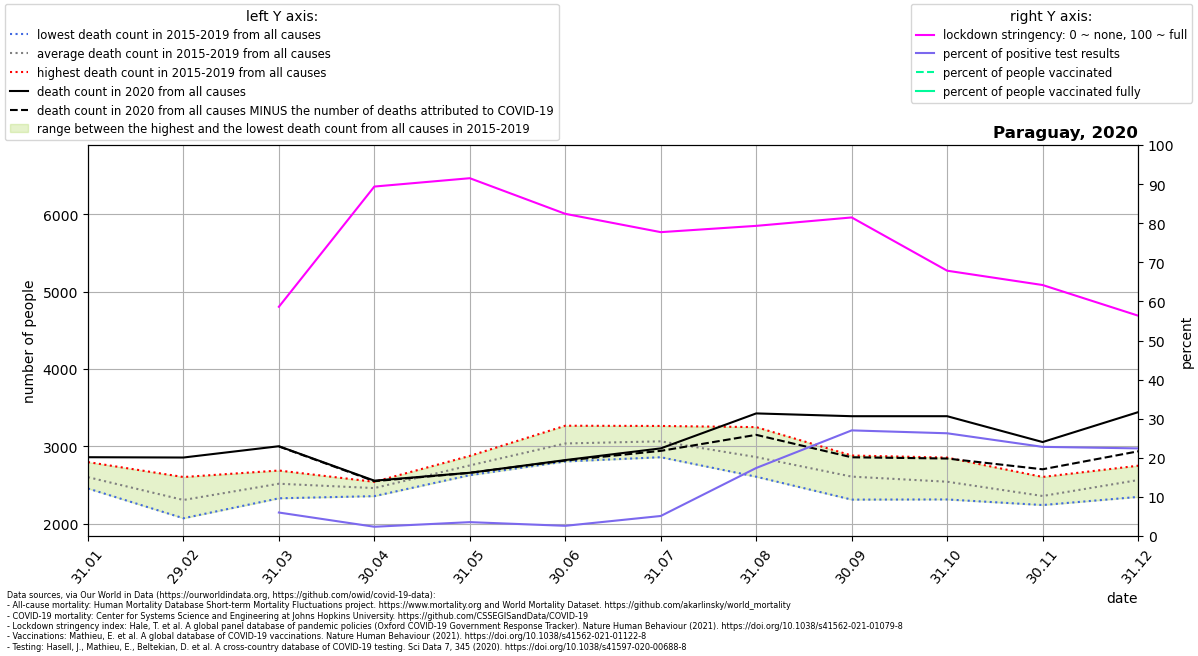 left Y axis:
lowest death count in 2015-2019 from all causes
average death count in 2015-2019 from all causes
highest death count in 2015-2019 from all causes
death count in 2020 from all causes
death count in 2020 from all causes MINUS the number of deaths attributed to COVID-19
range between the highest and the lowest death count from all causes in 2015-2019
right Y axis:
lockdown stringency: 0 ~ none, 100 ~ full
percent of positive test results
percent of people vaccinated
percent of people vaccinated fully
Paraguay, 2020
number of people
6000
5000
4000
3000
2000
100
90
80
70
60
50
40
30
20
10
0
percent
31.01
29.02
31.03
30.04
31.05
30.06
31.07
31.08
30.09
31.10
30.11
31.12
date
Data sources, via Our World in Data (https://ourworldindata.org, https://github.com/owid/covid-19-data):
- All-cause mortality: Human Mortality Database Short-term Mortality Fluctuations project. https://www.mortality.org and World Mortality Dataset. https://github.com/akarlinsky/world_mortality
- COVID-19 mortality: Center for Systems Science and Engineering at Johns Hopkins University. https://github.com/CSSEGISandData/COVID-19
- Lockdown stringency index: Hale, T. et al. A global panel database of pandemic policies (Oxford COVID-19 Government Response Tracker). Nature Human Behaviour (2021). https://doi.org/10.1038/s41562-021-01079-8
- Vaccinations: Mathieu, E. et al. A global database of COVID-19 vaccinations. Nature Human Behaviour (2021). https://doi.org/10.1038/s41562-021-01122-8
- Testing: Hasell, J., Mathieu, E., Beltekian, D. et al. A cross-country database of COVID-19 testing. Sci Data 7, 345 (2020). https://doi.org/10.1038/s41597-020-00688-8